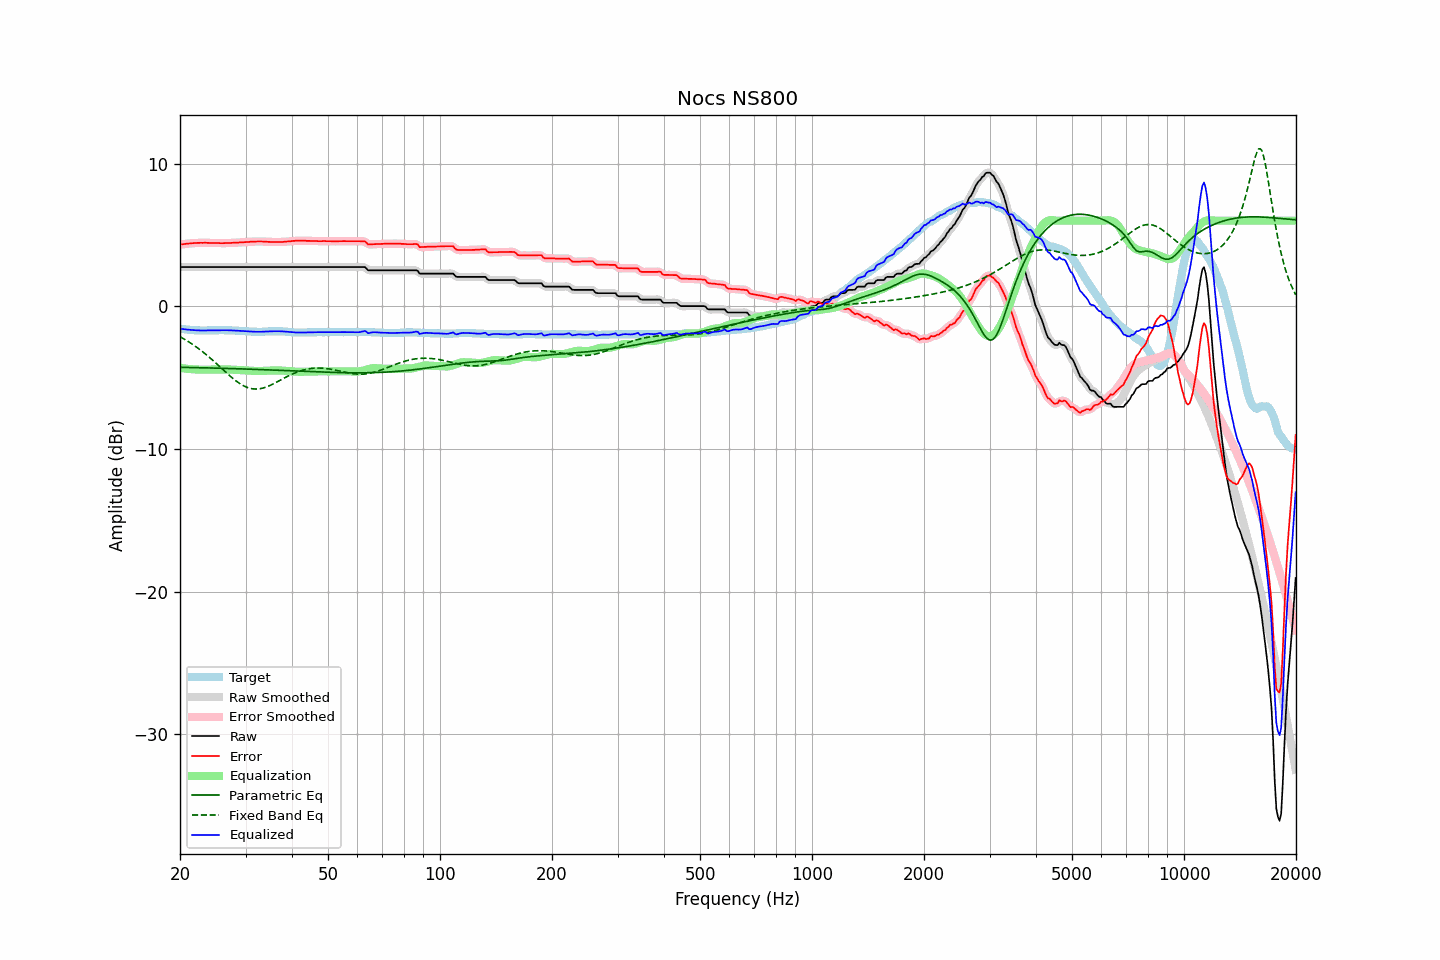 Nocs NS800
Amplitude (dBr)
10
0
−10
−20
−30
Target
Raw Smoothed
Error Smoothed
Raw
Error
Equalization
Parametric Eq
Fixed Band Eq
Equalized
20 50 100 200 500 1000 2000 5000 10000 20000
Frequency (Hz)